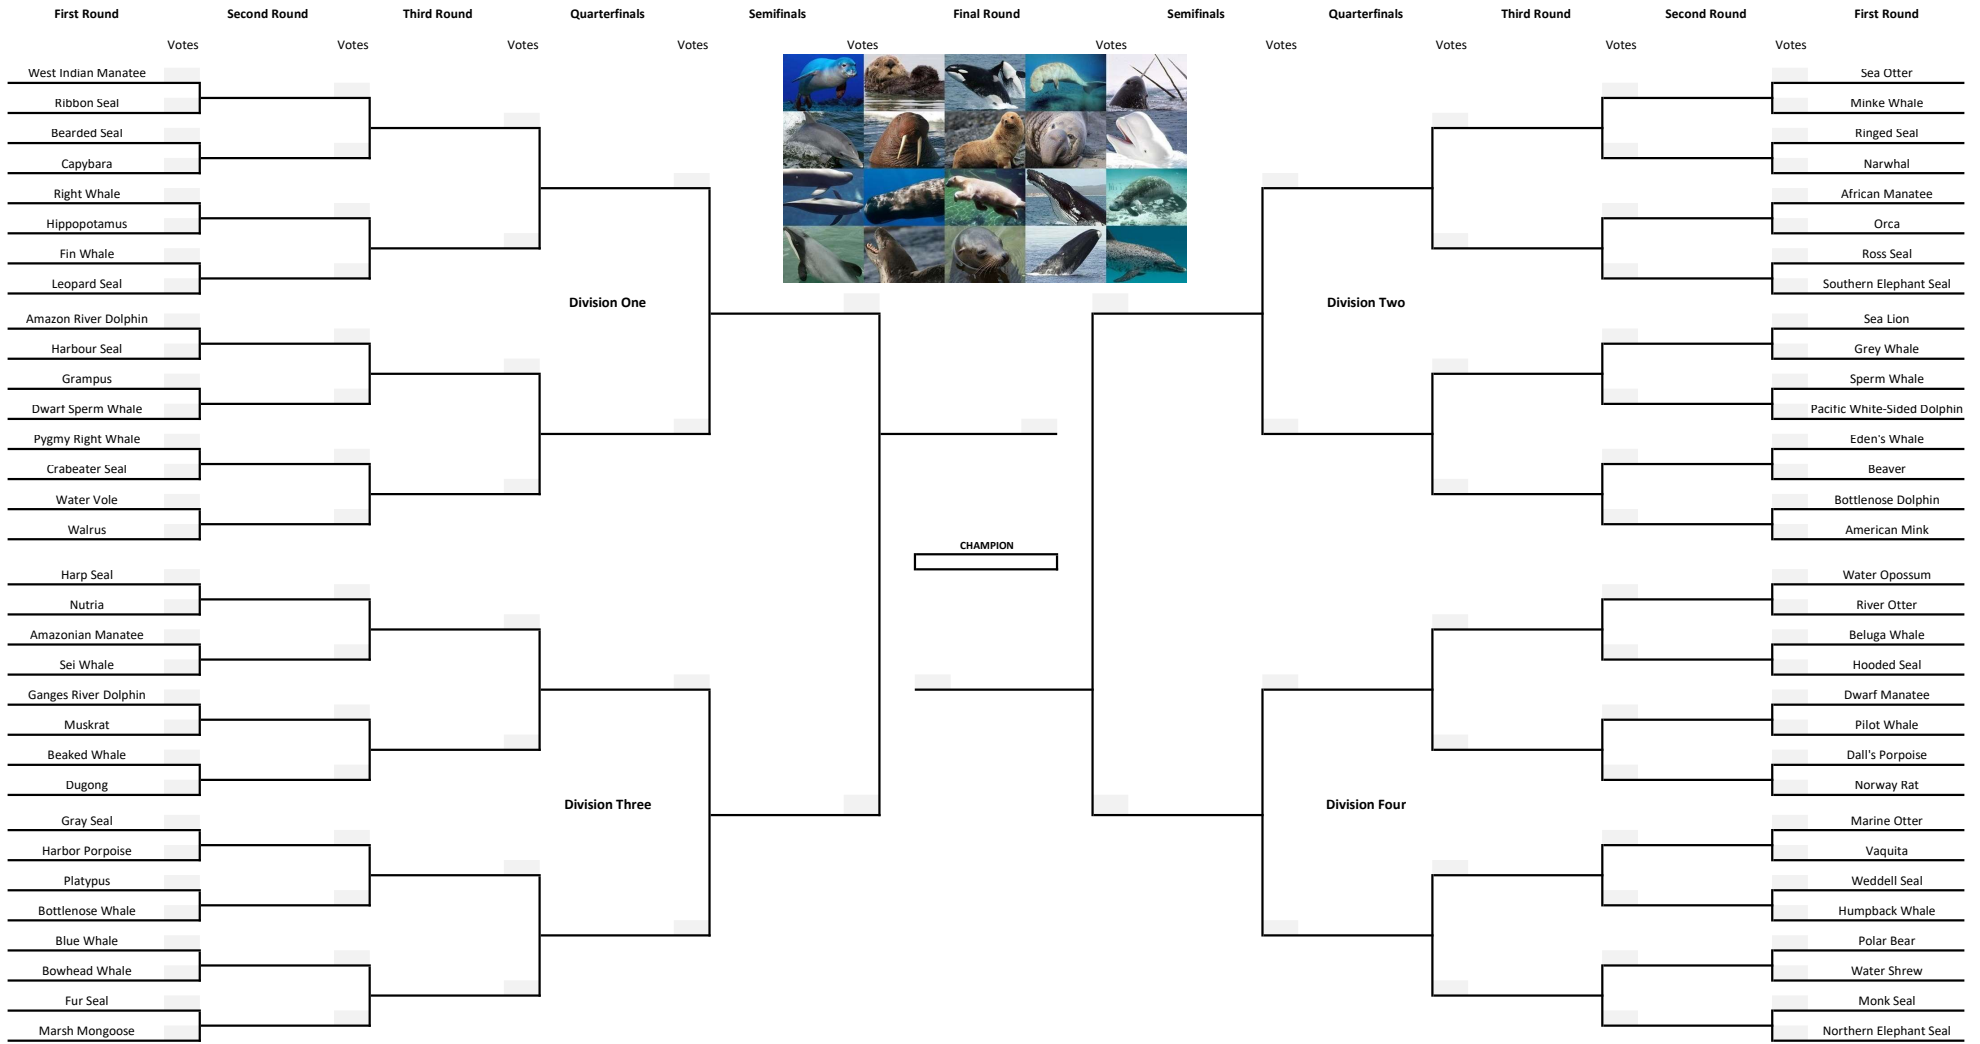 First Round Second Round Third Round Quarterfinals Semifinals Final Round Semifinals Quarterfinals Third Round Second Round First Round
Votes Votes Votes Votes Votes Votes Votes Votes Votes Votes
West Indian Manatee
Ribbon Seal
Bearded Seal
Capybara
Right Whale
Hippopotamus
Fin Whale
Leopard Seal
Division One
Amazon River Dolphin
Harbour Seal
Grampus
Dwarf Sperm Whale
Pygmy Right Whale
Crabeater Seal
Water Vole
Walrus
Harp Seal
Nutria
Amazonian Manatee
Sei Whale
Ganges River Dolphin
Muskrat
Beaked Whale
Dugong
Division Three
Gray Seal
Harbor Porpoise
Platypus
Bottlenose Whale
Blue Whale
Bowhead Whale
Fur Seal
Marsh Mongoose
CHAMPION
Sea Otter
Minke Whale
Ringed Seal
Narwhal
African Manatee
Orca
Ross Seal
Southern Elephant Seal
Division Two
Sea Lion
Grey Whale
Sperm Whale
Pacific White-Sided Dolphin
Eden's Whale
Beaver
Bottlenose Dolphin
American Mink
Water Opossum
River Otter
Beluga Whale
Hooded Seal
Dwarf Manatee
Pilot Whale
Dall's Porpoise
Norway Rat
Division Four
Marine Otter
Vaquita
Weddell Seal
Humpback Whale
Polar Bear
Water Shrew
Monk Seal
Northern Elephant Seal